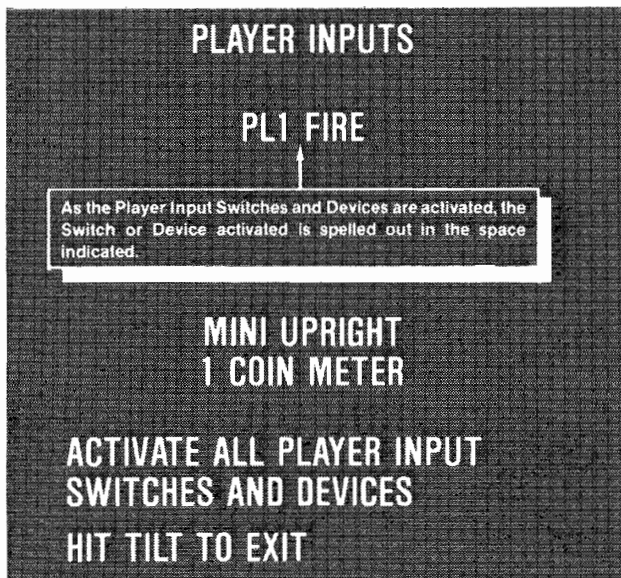 PLAYER INPUTS
PL1 FIRE
As the Player Input Switches and Devices are activated, the
Switch or Device activated is spelled out in the space
indicated.
MINI UPRIGHT
1 COIN METER
ACTIVATE ALL PLAYER INPUT
SWITCHES AND DEVICES
HIT TILT TO EXIT